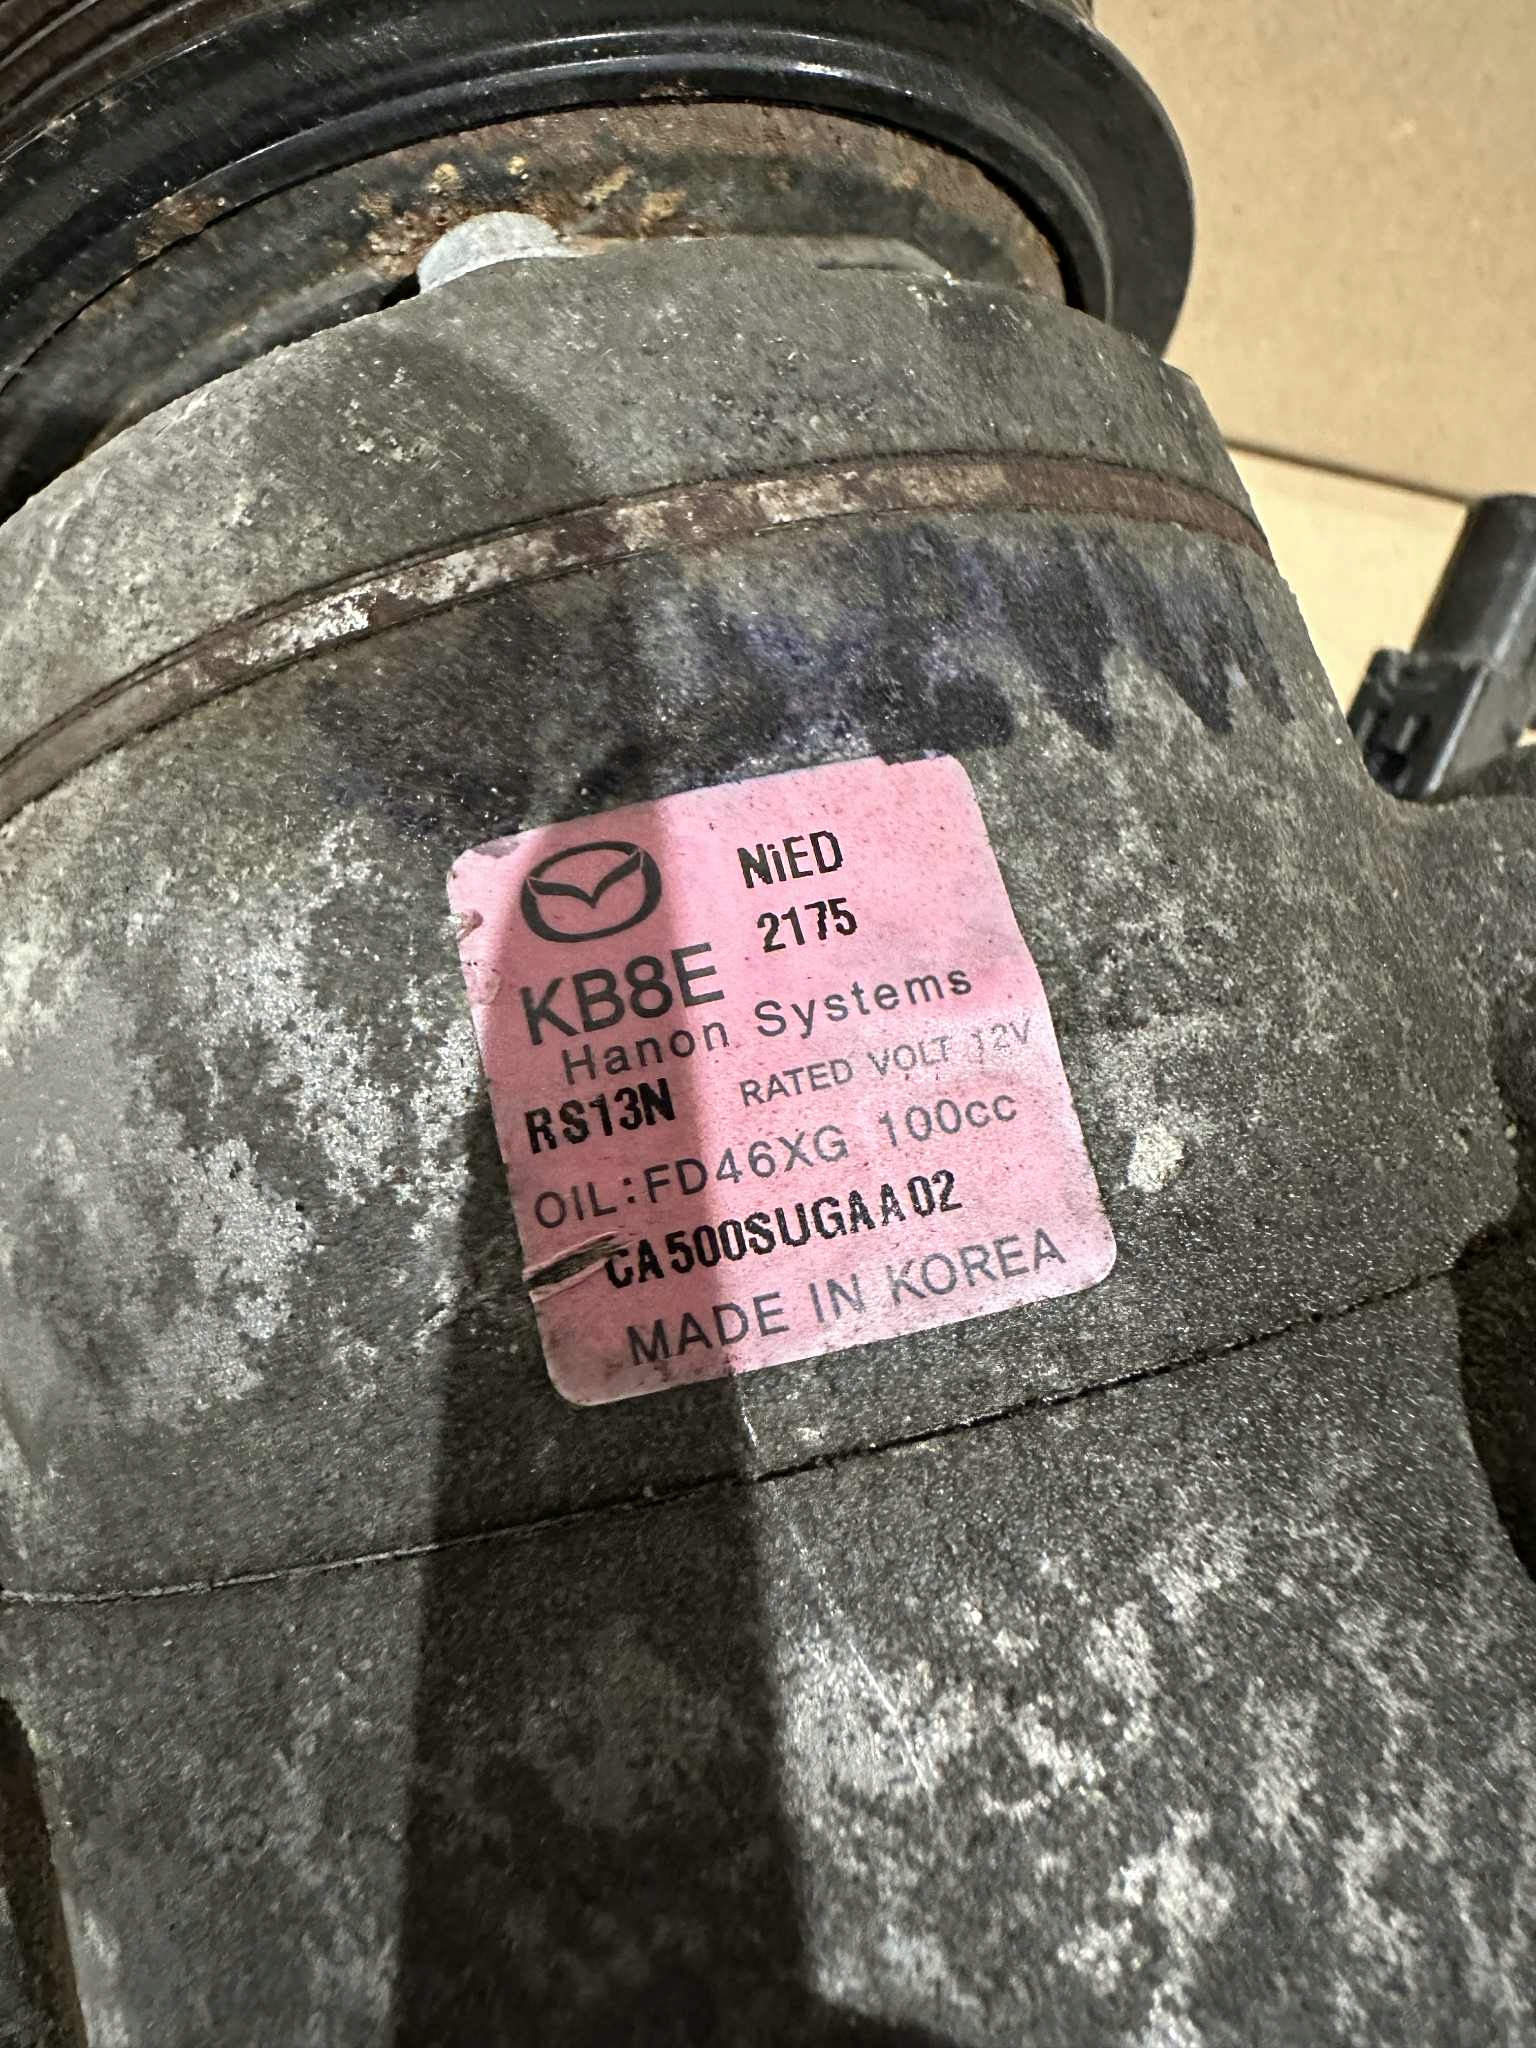 NiED
2175
KB8E
Hanon Systems
RS13N RATED VOLT 12V
OIL:FD46XG 100cc
CA500SUGAA02
MADE IN KOREA